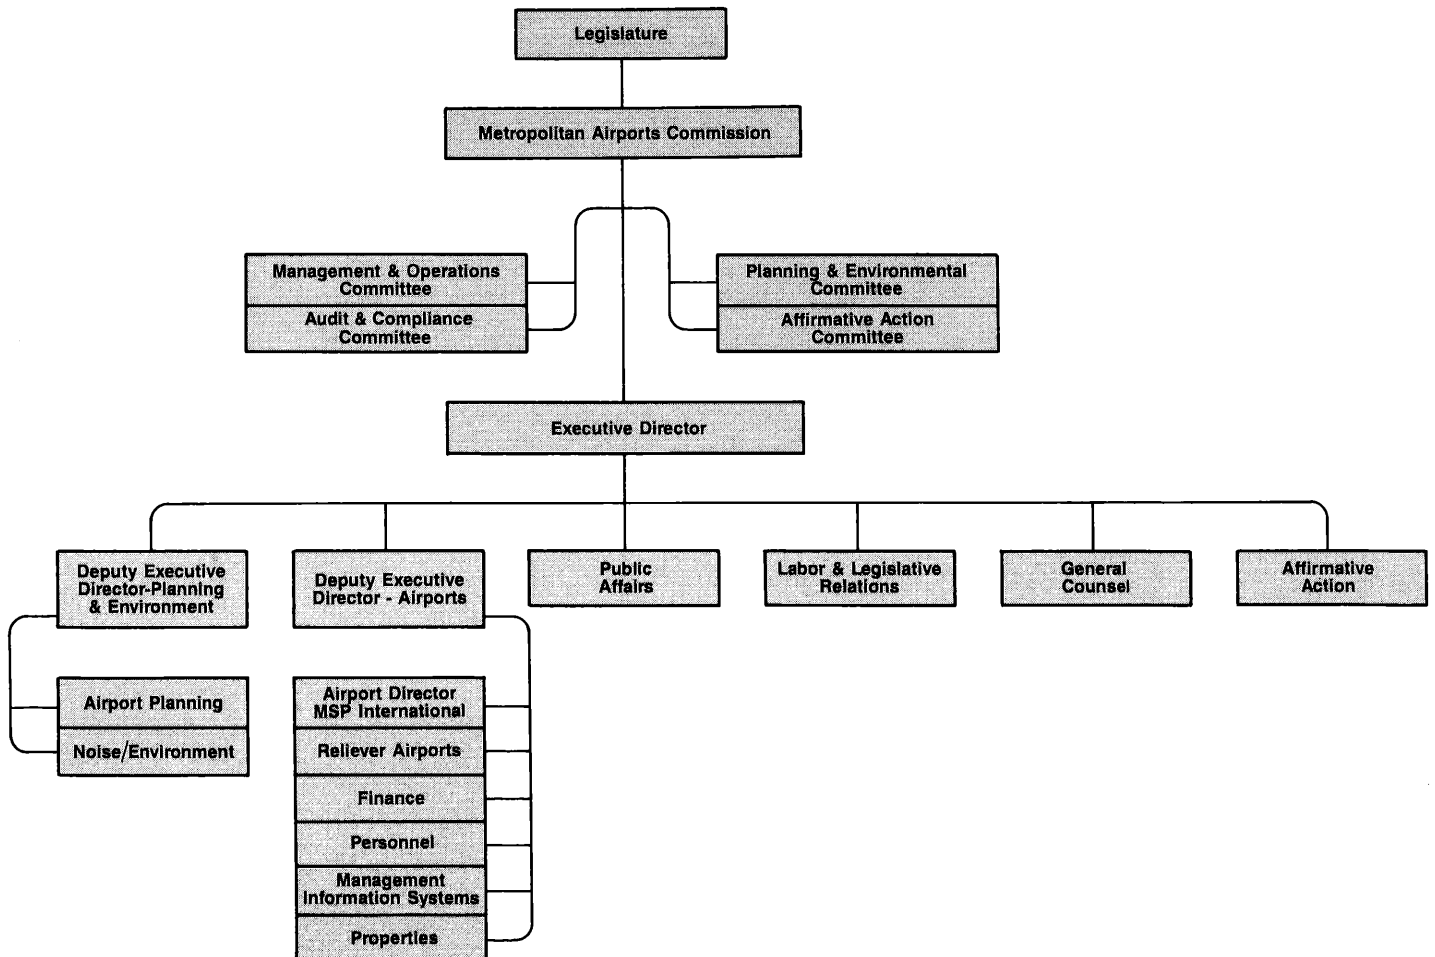 Legislature
Metropolitan Airports Commission
Management & Operations
Committee
Audit & Compliance
Committee
Planning & Environmental
Committee
Affirmative Action
Committee
Executive Director
Deputy Executive
Director-Planning
& Environment
Deputy Executive
Director - Airports
Public
Affairs
Labor & Legislative
Relations
General
Counsel
Affirmative
Action
Airport Planning
Noise/Environment
Airport Director
MSP International
Reliever Airports
Finance
Personnel
Management
Information Systems
Properties